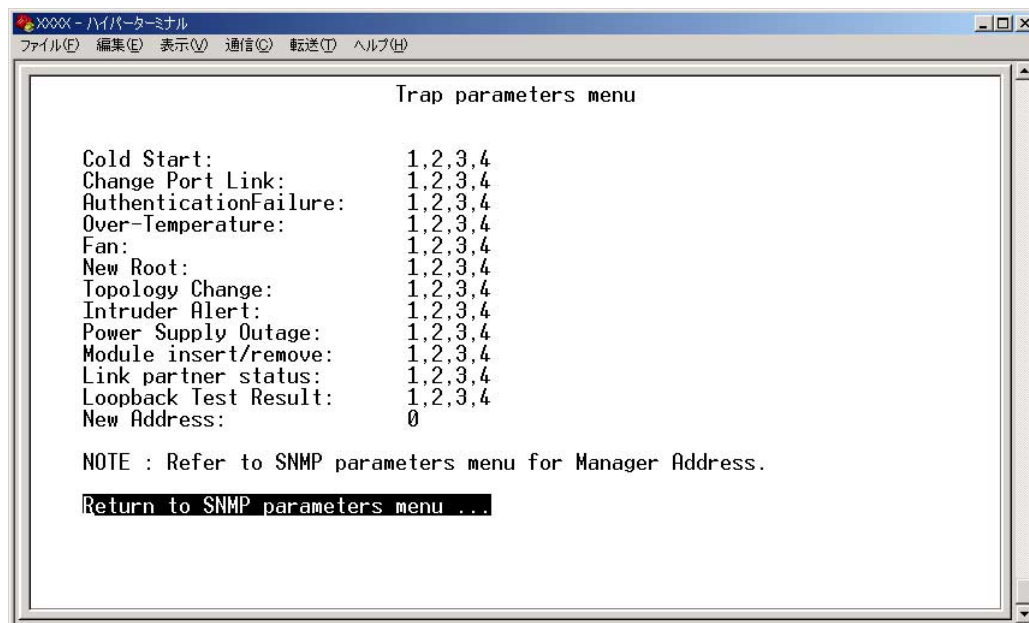 XXXX - ハイパーターミナル
ファイル(F) 編集(E) 表示(V) 通信(C) 転送(T) ヘルプ(H)
Trap parameters menu
Cold Start: 1,2,3,4
Change Port Link: 1,2,3,4
AuthenticationFailure: 1,2,3,4
Over-Temperature: 1,2,3,4
Fan: 1,2,3,4
New Root: 1,2,3,4
Topology Change: 1,2,3,4
Intruder Alert: 1,2,3,4
Power Supply Outage: 1,2,3,4
Module insert/remove: 1,2,3,4
Link partner status: 1,2,3,4
Loopback Test Result: 1,2,3,4
New Address: 0
NOTE : Refer to SNMP parameters menu for Manager Address.
Return to SNMP parameters menu ...